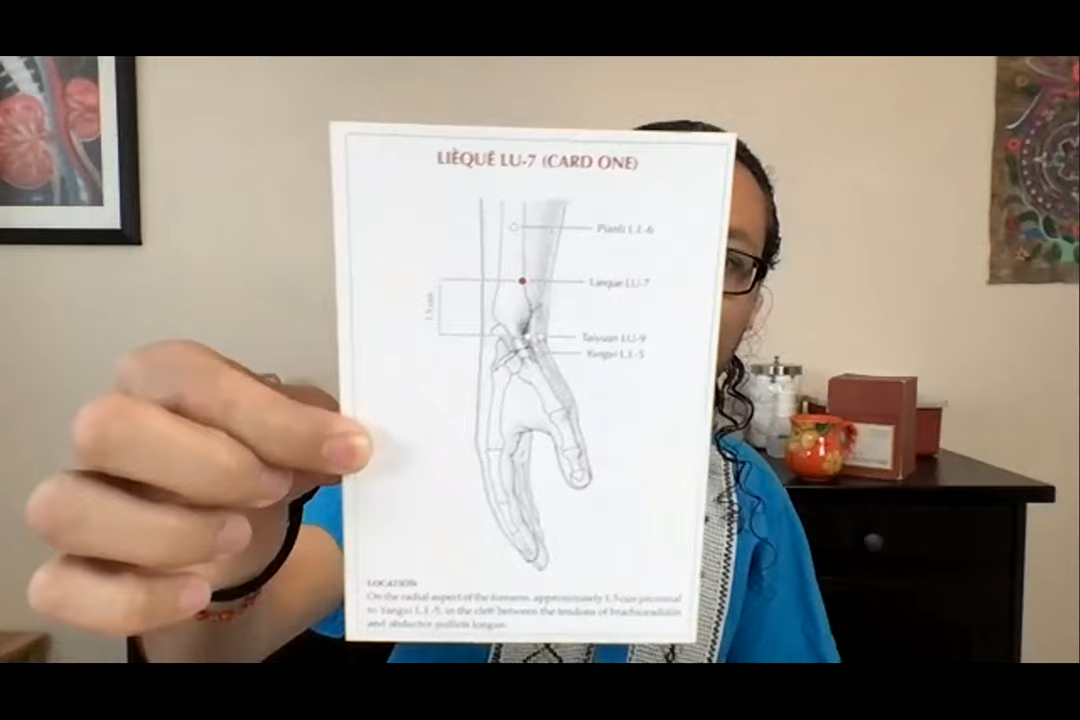 LIÈQUĒ LU-7 (CARD ONE)
Pianli L.I.-6
Lieque LU-7
1.5 cun
Taiyuan LU-9
Yangxi L.I.-5
LOCATION
On the radial aspect of the forearm, approximately 1.5 cun proximal
to Yangxi L.I.-5, in the cleft between the tendons of brachioradialis
and abductor pollicis longus.